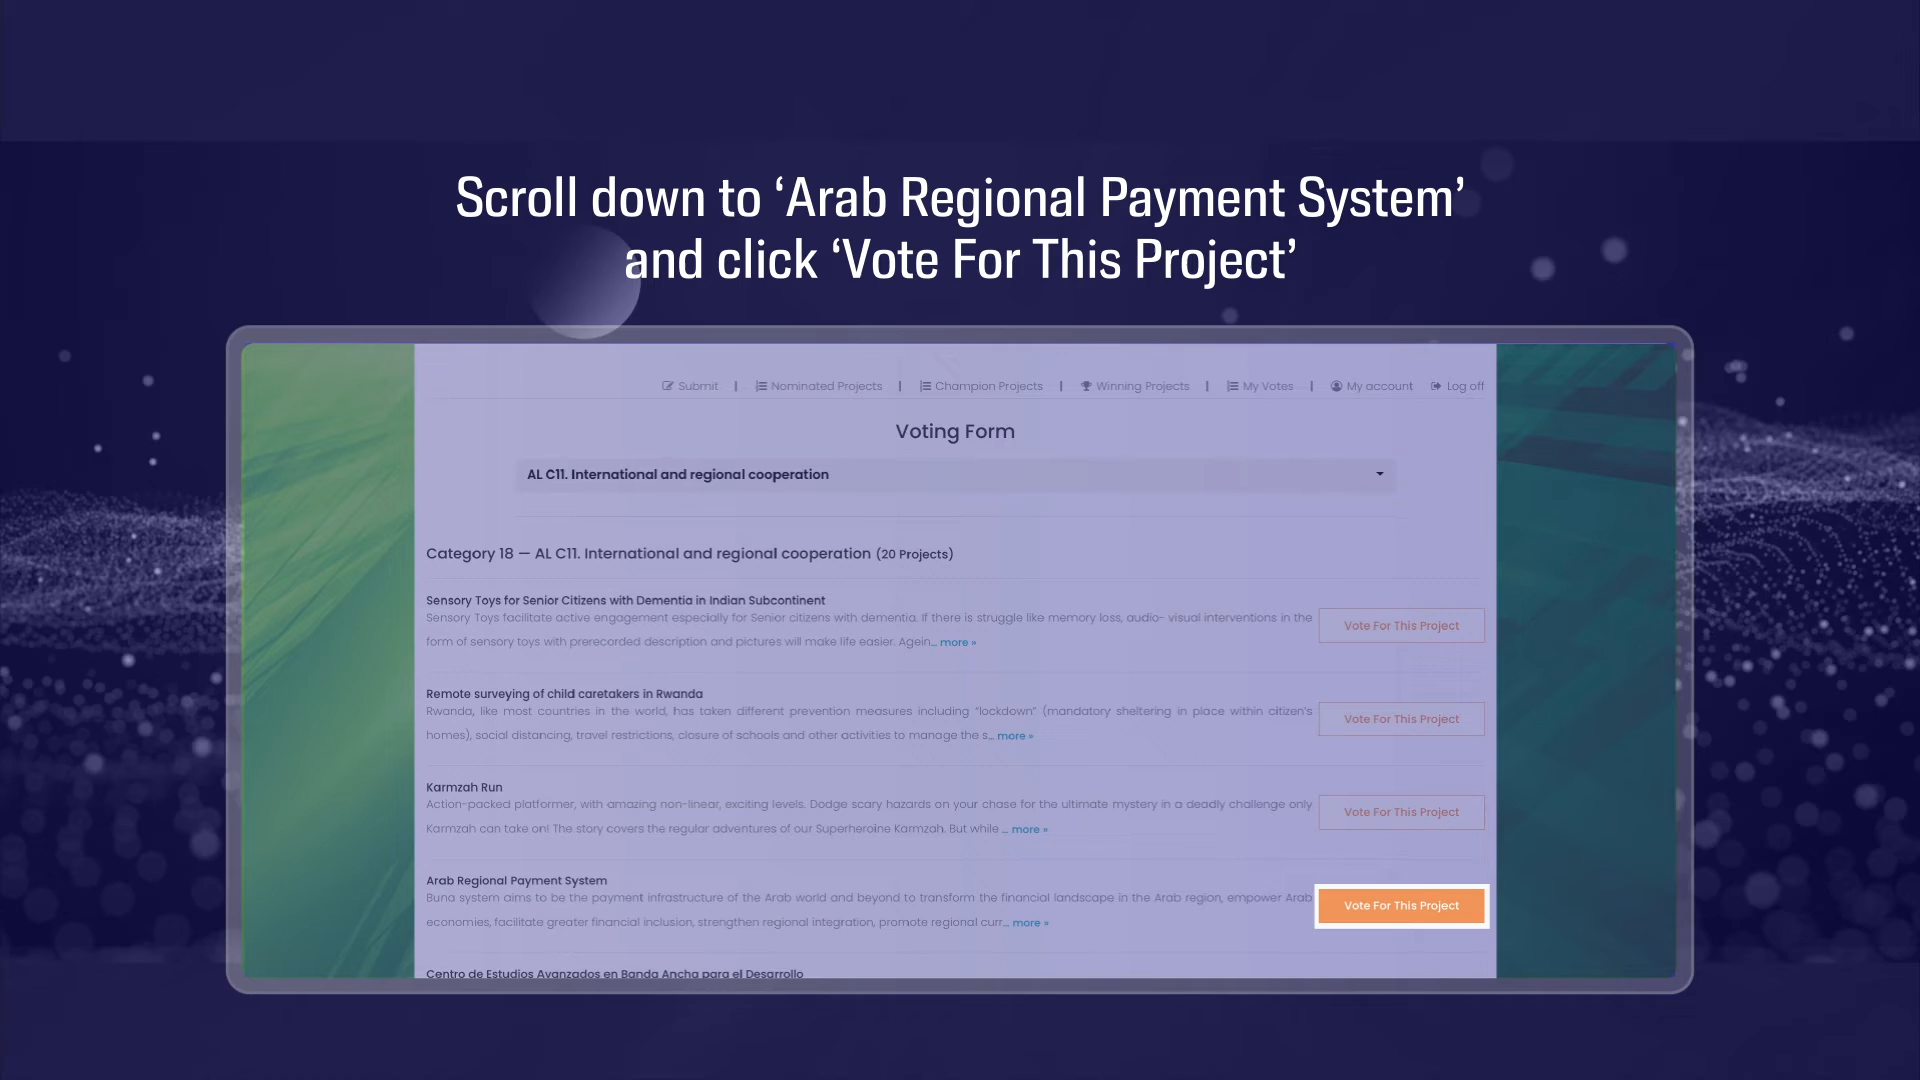 Scroll down to ‘Arab Regional Payment System’
and click ‘Vote For This Project’
Submit | Nominated Projects | Champion Projects | Winning Projects | My Votes | My account Log off
Voting Form
AL C11. International and regional cooperation
Category 18 — AL C11. International and regional cooperation (20 Projects)
Sensory Toys for Senior Citizens with Dementia in Indian Subcontinent
Sensory Toys facilitate active engagement especially for Senior citizens with dementia. If there is struggle like memory loss, audio- visual interventions in the
form of sensory toys with prerecorded description and pictures will make life easier. Agein... more »
Vote For This Project
Remote surveying of child caretakers in Rwanda
Rwanda, like most countries in the world, has taken different prevention measures including “lockdown” (mandatory sheltering in place within citizen’s
homes), social distancing, travel restrictions, closure of schools and other activities to manage the s... more »
Vote For This Project
Karmzah Run
Action-packed platformer, with amazing non-linear, exciting levels. Dodge scary hazards on your chase for the ultimate mystery in a deadly challenge only
Karmzah can take on! The story covers the regular adventures of our Superheroine Karmzah. But while ... more »
Vote For This Project
Arab Regional Payment System
Buna system aims to be the payment infrastructure of the Arab world and beyond to transform the financial landscape in the Arab region, empower Arab
economies, facilitate greater financial inclusion, strengthen regional integration, promote regional curr... more »
Vote For This Project
Centro de Estudios Avanzados en Banda Ancha para el Desarrollo